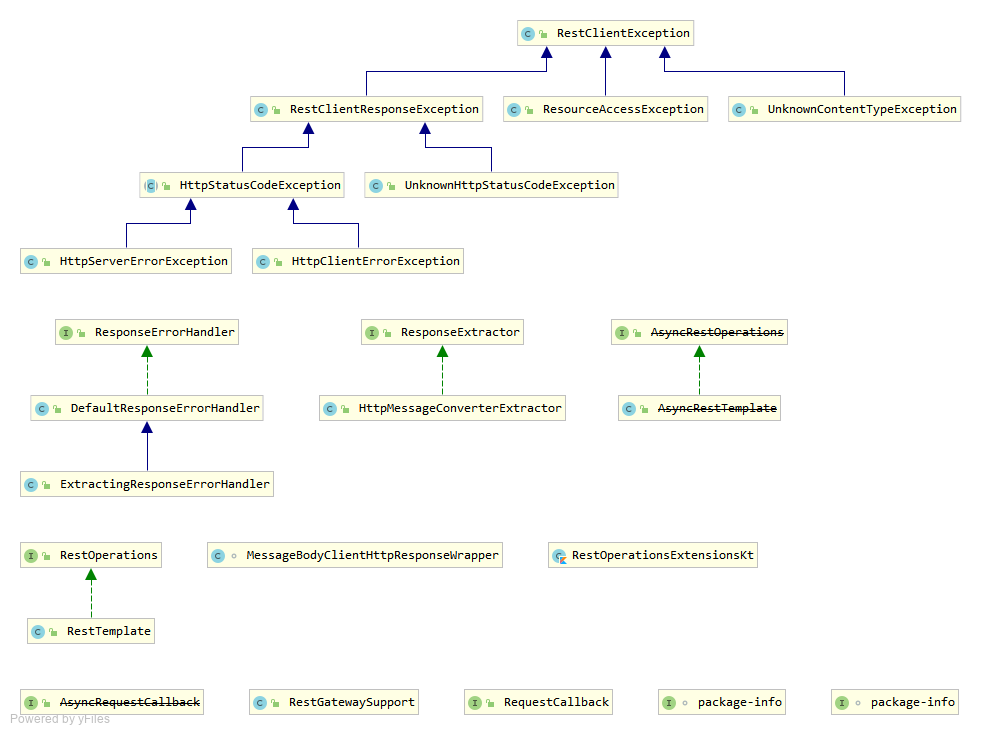 RestClientException
RestClientResponseException
ResourceAccessException
UnknownContentTypeException
HttpStatusCodeException
UnknownHttpStatusCodeException
HttpServerErrorException
HttpClientErrorException
ResponseErrorHandler
ResponseExtractor
AsyncRestOperations
DefaultResponseErrorHandler
HttpMessageConverterExtractor
AsyncRestTemplate
ExtractingResponseErrorHandler
RestOperations
MessageBodyClientHttpResponseWrapper
RestOperationsExtensionsKt
RestTemplate
AsyncRequestCallback
RestGatewaySupport
RequestCallback
package-info
package-info
Powered by yFiles